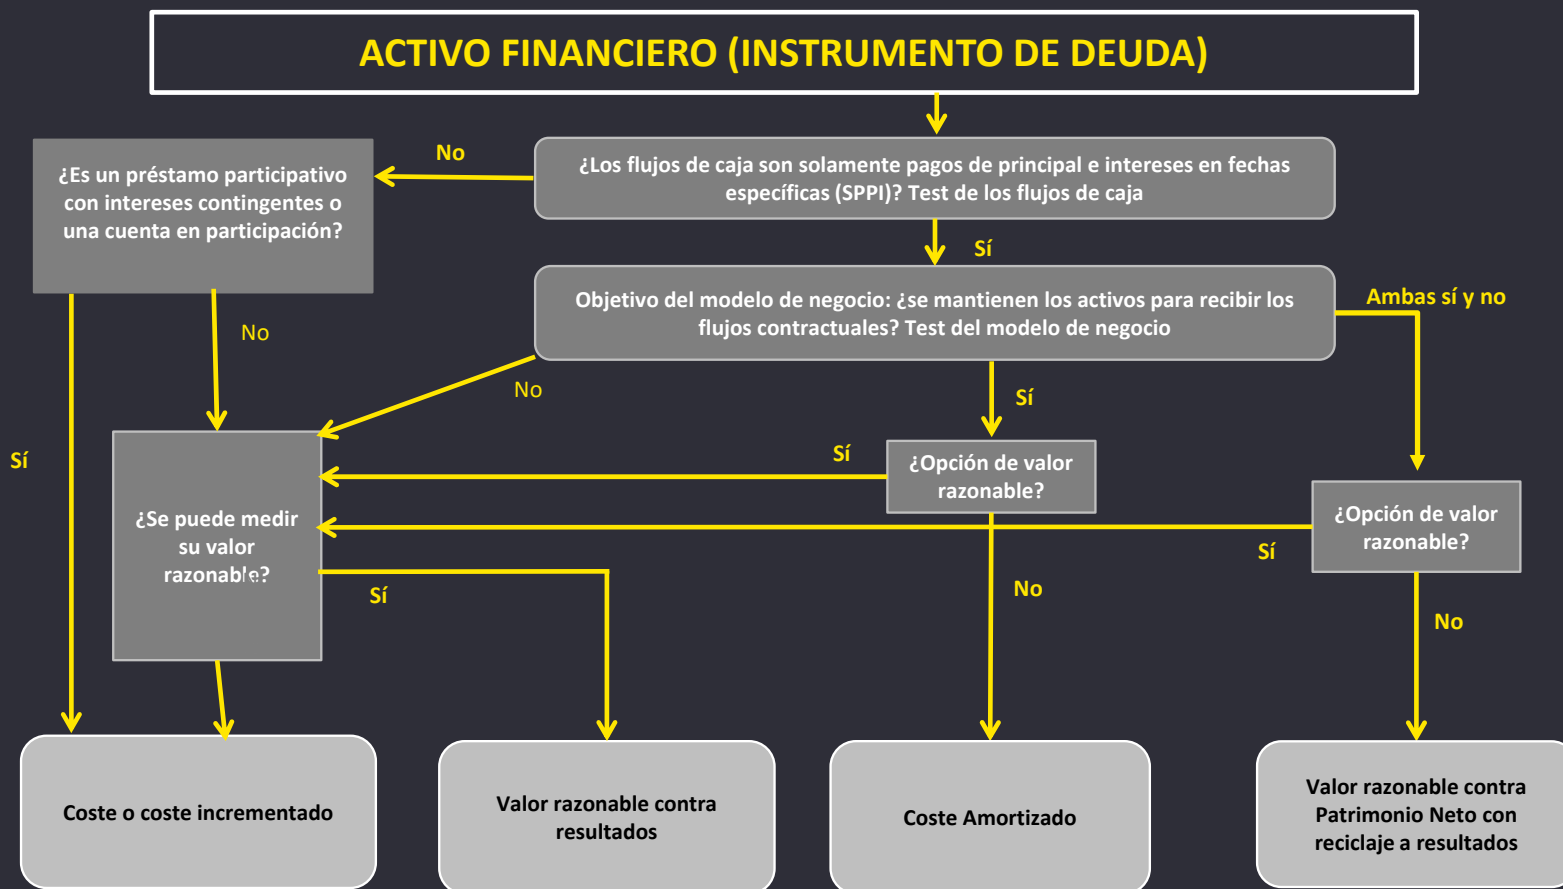 ACTIVO FINANCIERO (INSTRUMENTO DE DEUDA)
No
¿Los flujos de caja son solamente pagos de principal e intereses en fechas
específicas (SPPI)? Test de los flujos de caja
¿Es un préstamo participativo
con intereses contingentes o
una cuenta en participación?
Sí
Objetivo del modelo de negocio: ¿se mantienen los activos para recibir los
flujos contractuales? Test del modelo de negocio
Ambas sí y no
No
No
Sí
Sí
Sí
¿Opción de valor
razonable?
¿Se puede medir
su valor
razonable?
¿Opción de valor
razonable?
Sí
Sí
No
No
Coste o coste incrementado
Valor razonable contra
resultados
Coste Amortizado
Valor razonable contra
Patrimonio Neto con
reciclaje a resultados